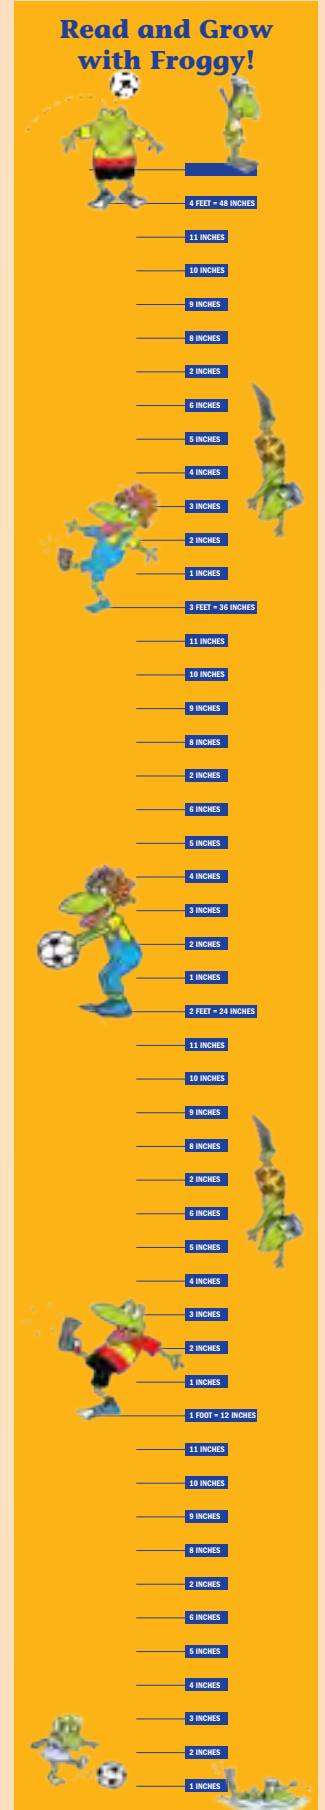 Read and Grow
with Froggy!
4 FEET = 48 INCHES
11 INCHES
10 INCHES
9 INCHES
8 INCHES
2 INCHES
6 INCHES
5 INCHES
4 INCHES
3 INCHES
2 INCHES
1 INCHES
3 FEET = 36 INCHES
11 INCHES
10 INCHES
9 INCHES
8 INCHES
2 INCHES
6 INCHES
5 INCHES
4 INCHES
3 INCHES
2 INCHES
1 INCHES
2 FEET = 24 INCHES
11 INCHES
10 INCHES
9 INCHES
8 INCHES
2 INCHES
6 INCHES
5 INCHES
4 INCHES
3 INCHES
2 INCHES
1 INCHES
1 FOOT = 12 INCHES
11 INCHES
10 INCHES
9 INCHES
8 INCHES
2 INCHES
6 INCHES
5 INCHES
4 INCHES
3 INCHES
2 INCHES
1 INCHES